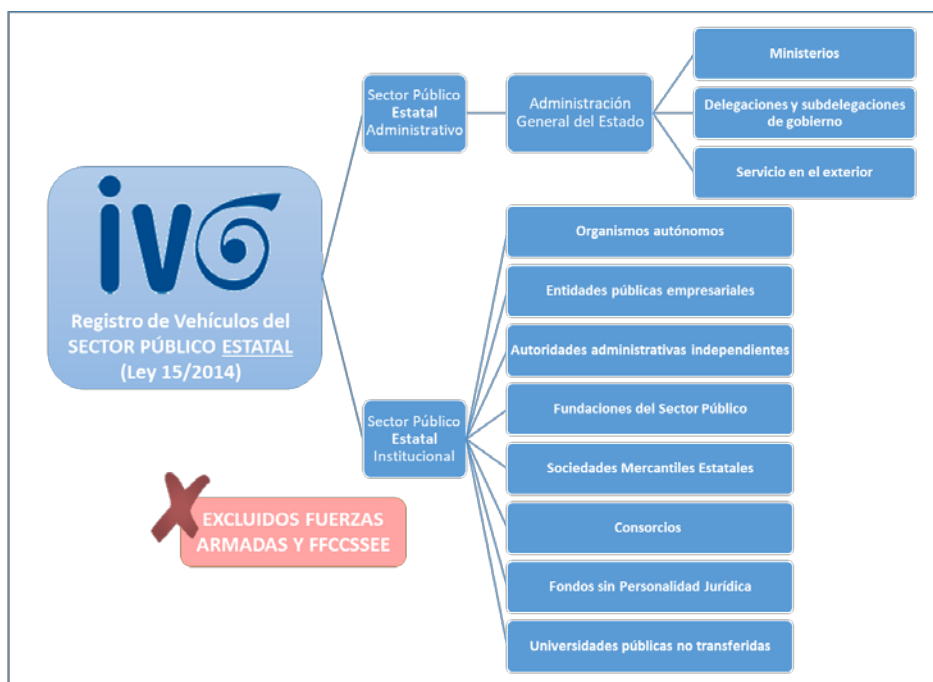 ivo
Registro de Vehículos del
SECTOR PÚBLICO ESTATAL
(Ley 15/2014)
EXCLUIDOS FUERZAS
ARMADAS Y FFCCSSEE
Sector Público
Estatal
Administrativo
Administración
General del Estado
Ministerios
Delegaciones y subdelegaciones
de gobierno
Servicio en el exterior
Sector Público
Estatal
Institucional
Organismos autónomos
Entidades públicas empresariales
Autoridades administrativas independientes
Fundaciones del Sector Público
Sociedades Mercantiles Estatales
Consorcios
Fondos sin Personalidad Jurídica
Universidades públicas no transferidas